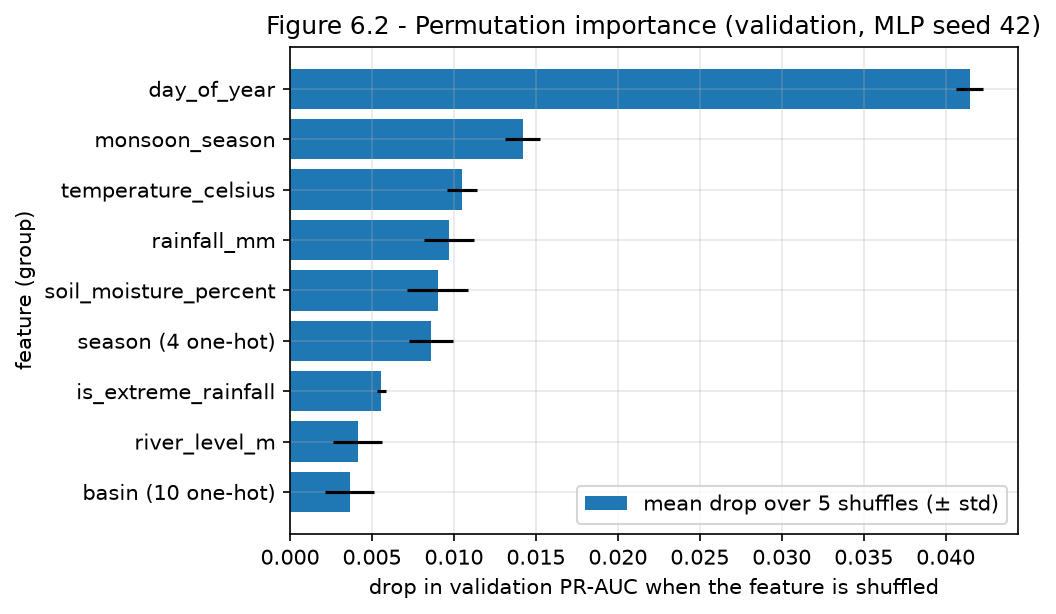 Figure 6.2 - Permutation importance (validation, MLP seed 42)
feature (group)
day_of_year
monsoon_season
temperature_celsius
rainfall_mm
soil_moisture_percent
season (4 one-hot)
is_extreme_rainfall
river_level_m
basin (10 one-hot)
mean drop over 5 shuffles (± std)
0.000 0.005 0.010 0.015 0.020 0.025 0.030 0.035 0.040
drop in validation PR-AUC when the feature is shuffled